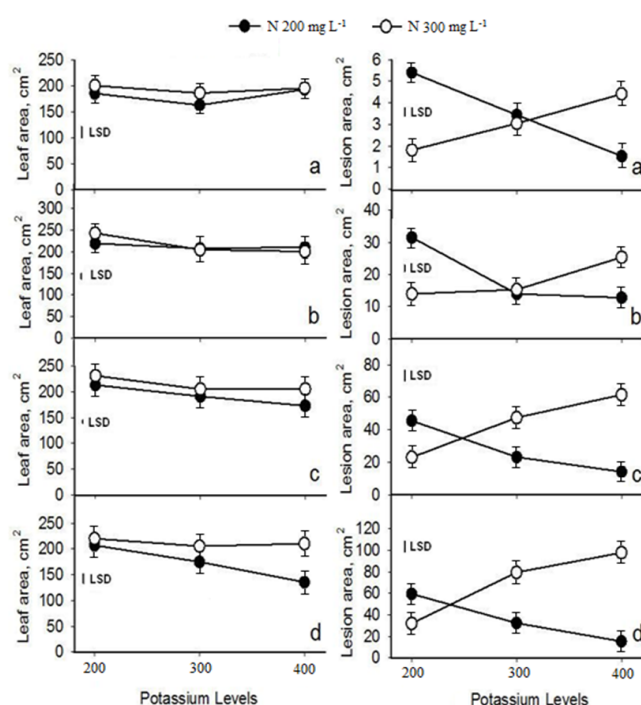 N 200 mg L⁻¹ N 300 mg L⁻¹
Leaf area, cm²
250
200
150
100
50
0
LSD
a
Lesion area, cm²
6
5
4
3
2
1
0
LSD
a
Leaf area, cm²
300
250
200
150
100
50
0
LSD
b
Lesion area, cm²
40
30
20
10
0
LSD
b
Leaf area, cm²
250
200
150
100
50
0
LSD
c
Lesion area, cm²
80
60
40
20
0
LSD
c
Leaf area, cm²
250
200
150
100
50
0
LSD
d
200 300 400
Potassium Levels
Lesion area, cm²
120
100
80
60
40
20
0
LSD
d
200 300 400
Potassium Levels